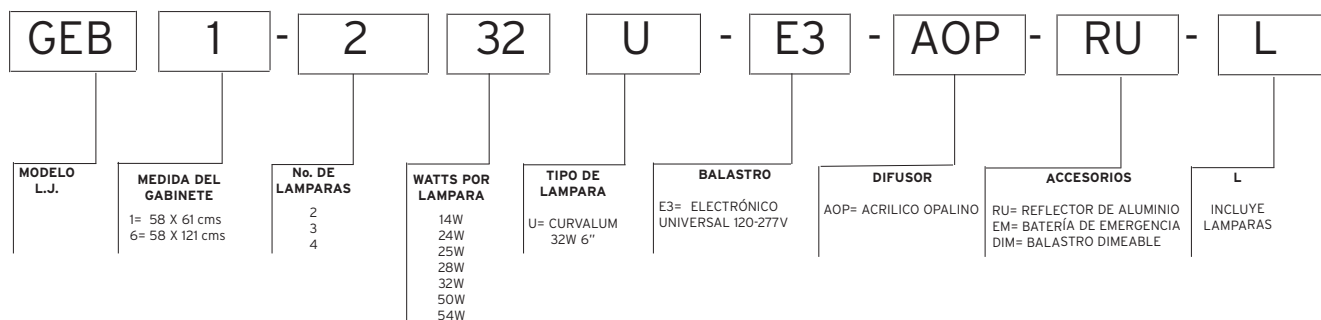 GEB 1 - 2 32 U - E3 - AOP - RU - L
MODELO
L.J.
MEDIDA DEL
GABINETE
1= 58 X 61 cms
6= 58 X 121 cms
No. DE
LAMPARAS
2
3
4
WATTS POR
LAMPARA
14W
24W
25W
28W
32W
50W
54W
TIPO DE
LAMPARA
U= CURVALUM
32W 6’’
BALASTRO
E3= ELECTRÓNICO
UNIVERSAL 120-277V
DIFUSOR
AOP= ACRILICO OPALINO
ACCESORIOS
RU= REFLECTOR DE ALUMINIO
EM= BATERÍA DE EMERGENCIA
DIM= BALASTRO DIMEABLE
L
INCLUYE
LAMPARAS